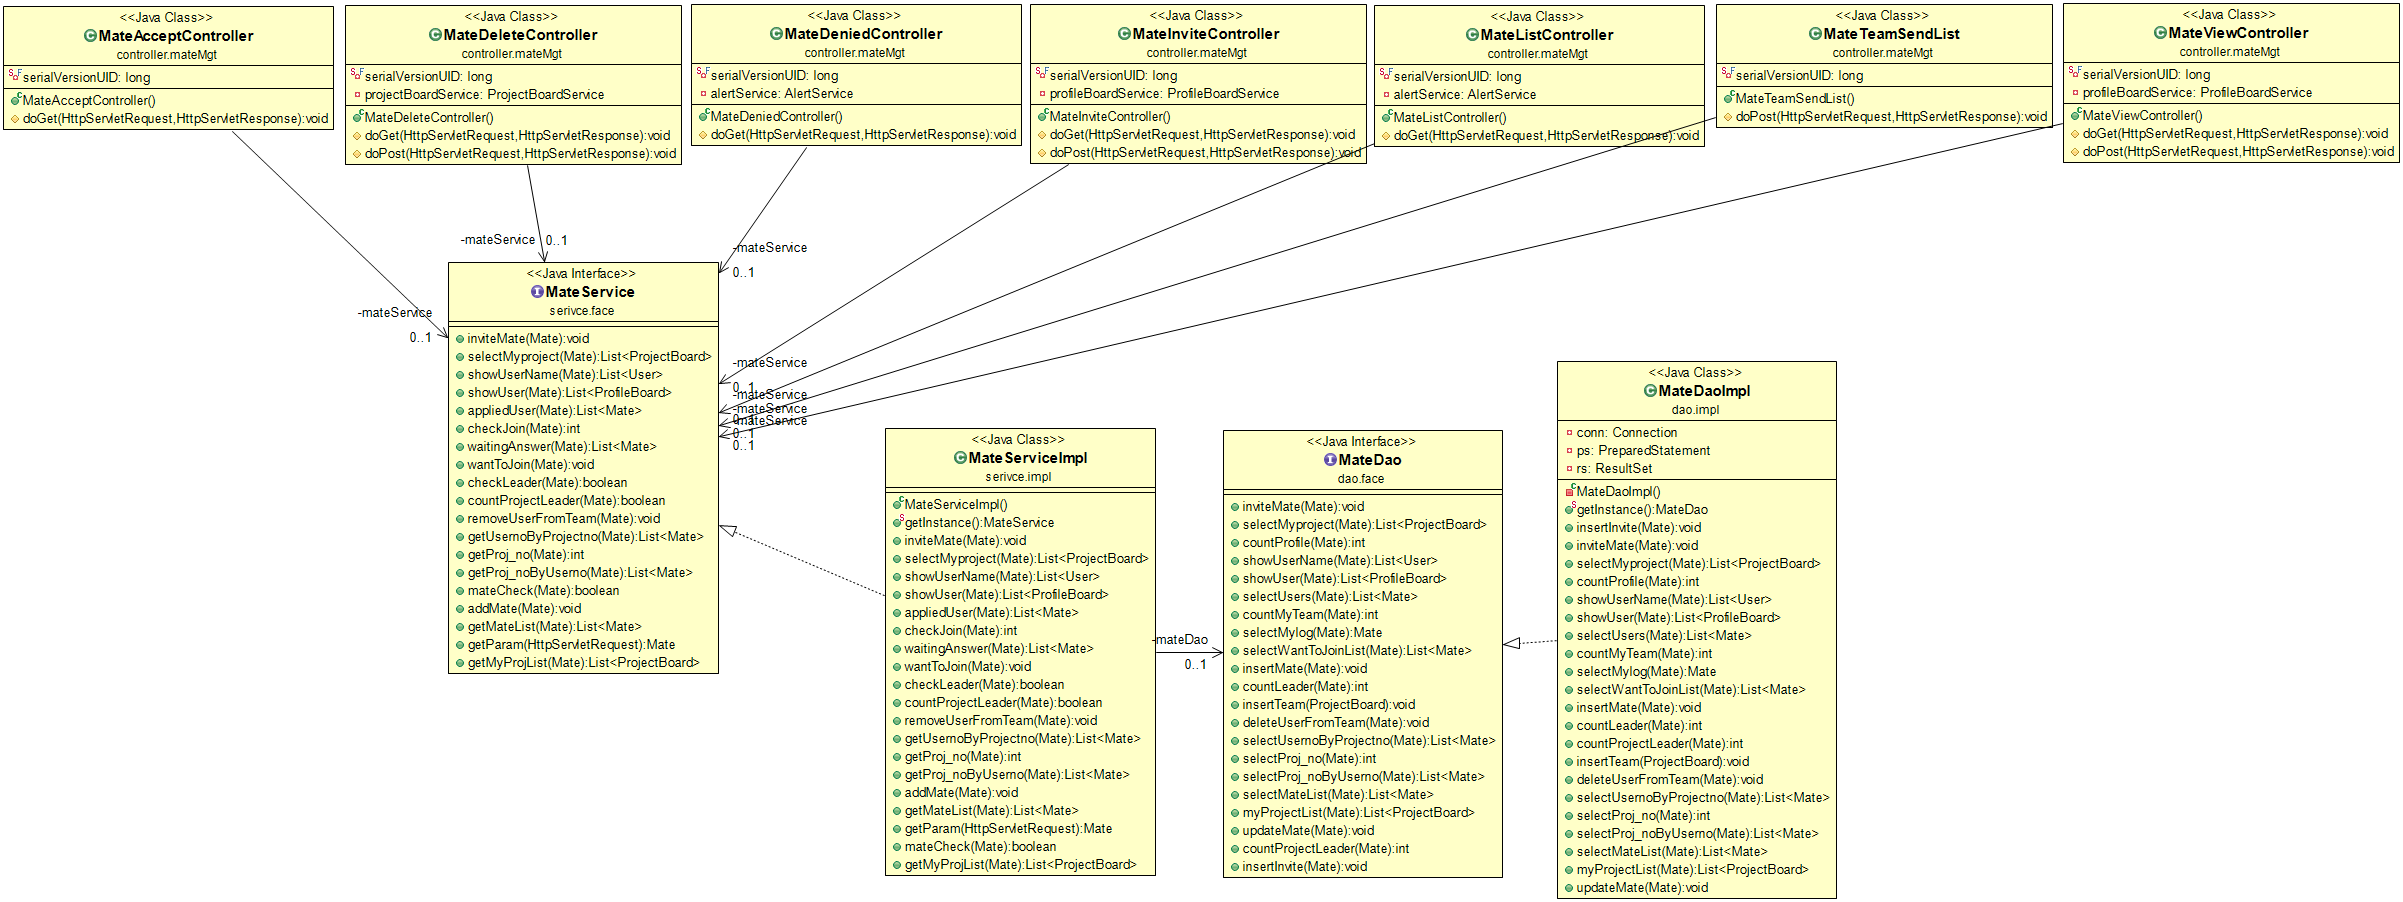 <<Java Class>>
MateAcceptController
controller.mateMgt
serialVersionUID: long
MateAcceptController()
doGet(HttpServletRequest,HttpServletResponse):void
<<Java Class>>
MateDeleteController
controller.mateMgt
serialVersionUID: long
projectBoardService: ProjectBoardService
MateDeleteController()
doGet(HttpServletRequest,HttpServletResponse):void
doPost(HttpServletRequest,HttpServletResponse):void
<<Java Class>>
MateDeniedController
controller.mateMgt
serialVersionUID: long
alertService: AlertService
MateDeniedController()
doGet(HttpServletRequest,HttpServletResponse):void
<<Java Class>>
MateInviteController
controller.mateMgt
serialVersionUID: long
profileBoardService: ProfileBoardService
MateInviteController()
doGet(HttpServletRequest,HttpServletResponse):void
doPost(HttpServletRequest,HttpServletResponse):void
<<Java Class>>
MateListController
controller.mateMgt
serialVersionUID: long
alertService: AlertService
MateListController()
doGet(HttpServletRequest,HttpServletResponse):void
<<Java Class>>
MateTeamSendList
controller.mateMgt
serialVersionUID: long
MateTeamSendList()
doPost(HttpServletRequest,HttpServletResponse):void
<<Java Class>>
MateViewController
controller.mateMgt
serialVersionUID: long
profileBoardService: ProfileBoardService
MateViewController()
doGet(HttpServletRequest,HttpServletResponse):void
doPost(HttpServletRequest,HttpServletResponse):void
-mateService
0..1
-mateService
0..1
-mateService
0..1
-mateService
0..1
-mateService
-mateService
0..1
-mateService
0..1
0..1
<<Java Interface>>
MateService
serivce.face
inviteMate(Mate):void
selectMyproject(Mate):List<ProjectBoard>
showUserName(Mate):List<User>
showUser(Mate):List<ProfileBoard>
appliedUser(Mate):List<Mate>
checkJoin(Mate):int
waitingAnswer(Mate):List<Mate>
wantToJoin(Mate):void
checkLeader(Mate):boolean
countProjectLeader(Mate):boolean
removeUserFromTeam(Mate):void
getUsernoByProjectno(Mate):List<Mate>
getProj_no(Mate):int
getProj_noByUserno(Mate):List<Mate>
mateCheck(Mate):boolean
addMate(Mate):void
getMateList(Mate):List<Mate>
getParam(HttpServletRequest):Mate
getMyProjList(Mate):List<ProjectBoard>
<<Java Class>>
MateServiceImpl
serivce.impl
MateServiceImpl()
getInstance():MateService
inviteMate(Mate):void
selectMyproject(Mate):List<ProjectBoard>
showUserName(Mate):List<User>
showUser(Mate):List<ProfileBoard>
appliedUser(Mate):List<Mate>
checkJoin(Mate):int
waitingAnswer(Mate):List<Mate>
wantToJoin(Mate):void
checkLeader(Mate):boolean
countProjectLeader(Mate):boolean
removeUserFromTeam(Mate):void
getUsernoByProjectno(Mate):List<Mate>
getProj_no(Mate):int
getProj_noByUserno(Mate):List<Mate>
addMate(Mate):void
getMateList(Mate):List<Mate>
getParam(HttpServletRequest):Mate
mateCheck(Mate):boolean
getMyProjList(Mate):List<ProjectBoard>
-mateDao
0..1
<<Java Interface>>
MateDao
dao.face
inviteMate(Mate):void
selectMyproject(Mate):List<ProjectBoard>
countProfile(Mate):int
showUserName(Mate):List<User>
showUser(Mate):List<ProfileBoard>
selectUsers(Mate):List<Mate>
countMyTeam(Mate):int
selectMylog(Mate):Mate
selectWantToJoinList(Mate):List<Mate>
insertMate(Mate):void
countLeader(Mate):int
insertTeam(ProjectBoard):void
deleteUserFromTeam(Mate):void
selectUsernoByProjectno(Mate):List<Mate>
selectProj_no(Mate):int
selectProj_noByUserno(Mate):List<Mate>
selectMateList(Mate):List<Mate>
myProjectList(Mate):List<ProjectBoard>
updateMate(Mate):void
countProjectLeader(Mate):int
insertInvite(Mate):void
<<Java Class>>
MateDaoImpl
dao.impl
conn: Connection
ps: PreparedStatement
rs: ResultSet
MateDaoImpl()
getInstance():MateDao
insertInvite(Mate):void
inviteMate(Mate):void
selectMyproject(Mate):List<ProjectBoard>
countProfile(Mate):int
showUserName(Mate):List<User>
showUser(Mate):List<ProfileBoard>
selectUsers(Mate):List<Mate>
countMyTeam(Mate):int
selectMylog(Mate):Mate
selectWantToJoinList(Mate):List<Mate>
insertMate(Mate):void
countLeader(Mate):int
countProjectLeader(Mate):int
insertTeam(ProjectBoard):void
deleteUserFromTeam(Mate):void
selectUsernoByProjectno(Mate):List<Mate>
selectProj_no(Mate):int
selectProj_noByUserno(Mate):List<Mate>
selectMateList(Mate):List<Mate>
myProjectList(Mate):List<ProjectBoard>
updateMate(Mate):void